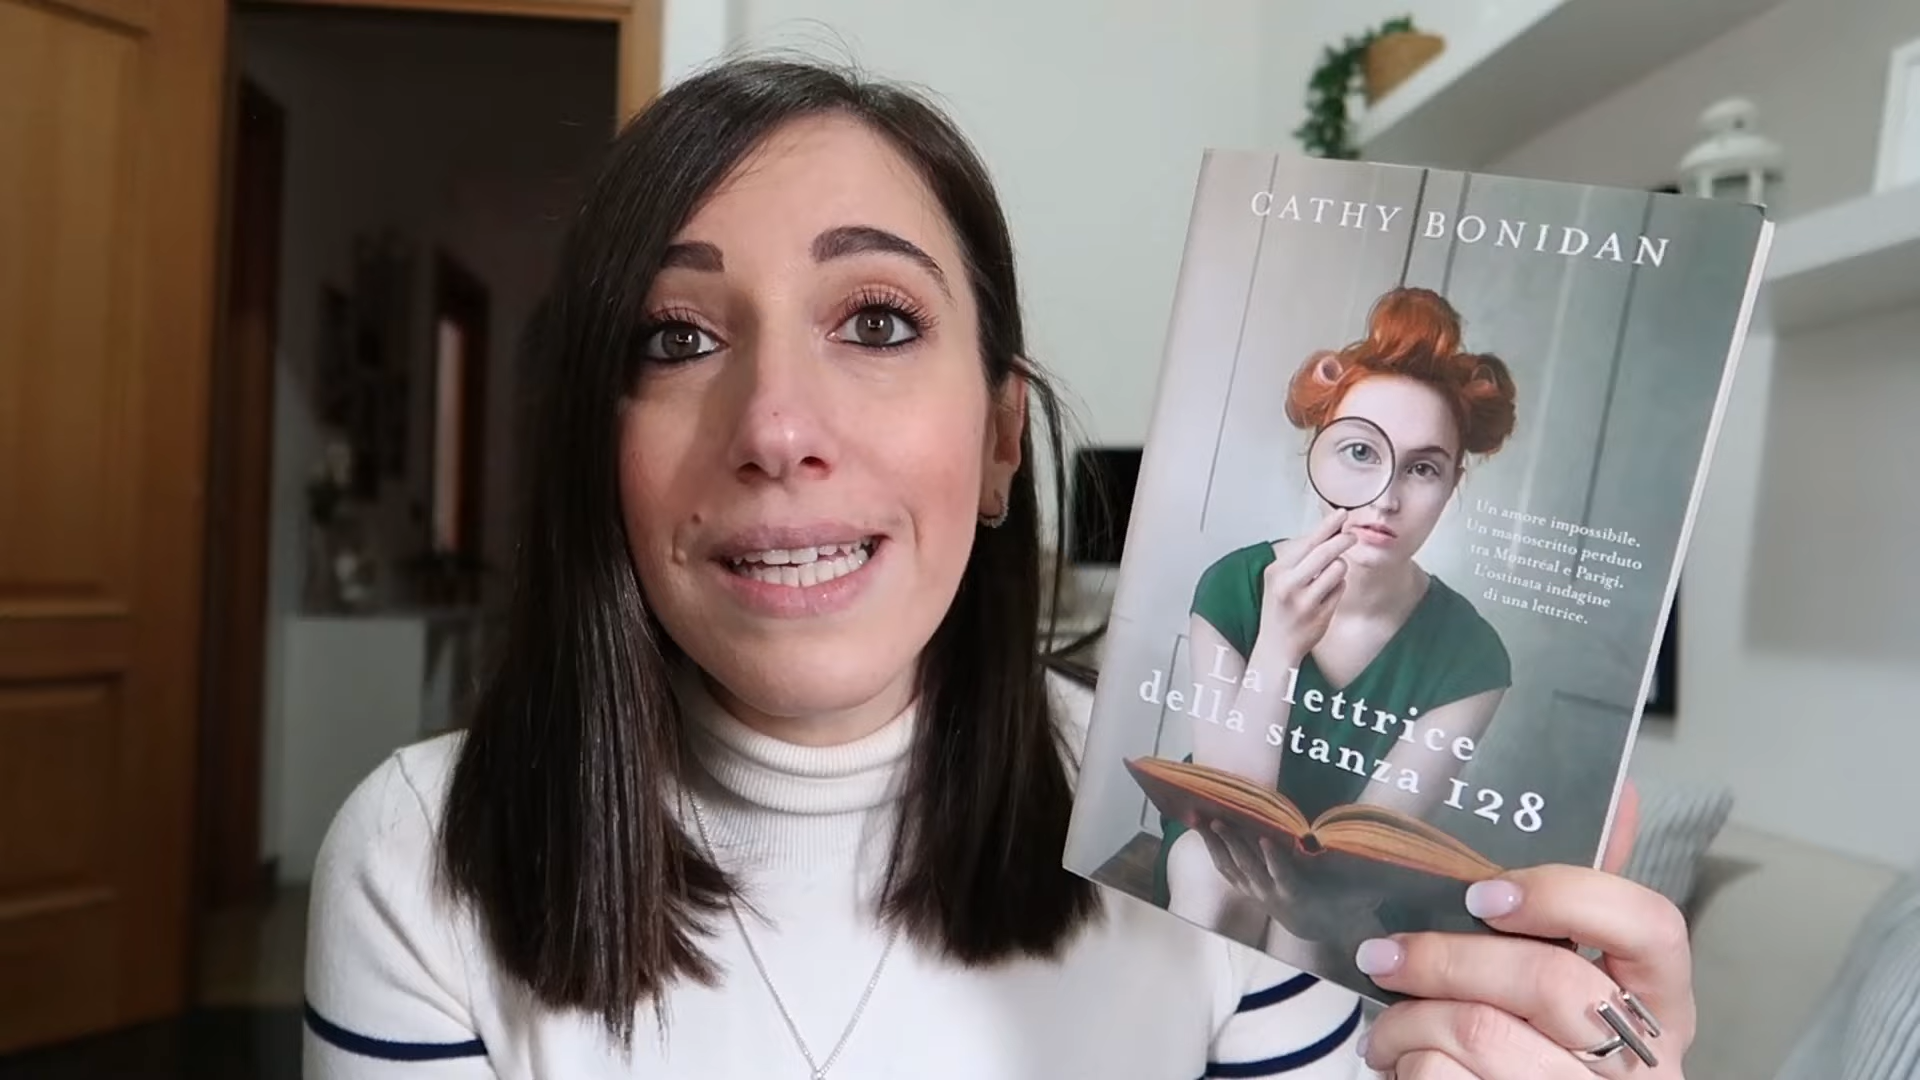 CATHY BONIDAN
Un amore impossibile.
Un manoscritto perduto
tra Montréal e Parigi.
L'ostinata indagine
di una lettrice.
La lettrice
della stanza 128